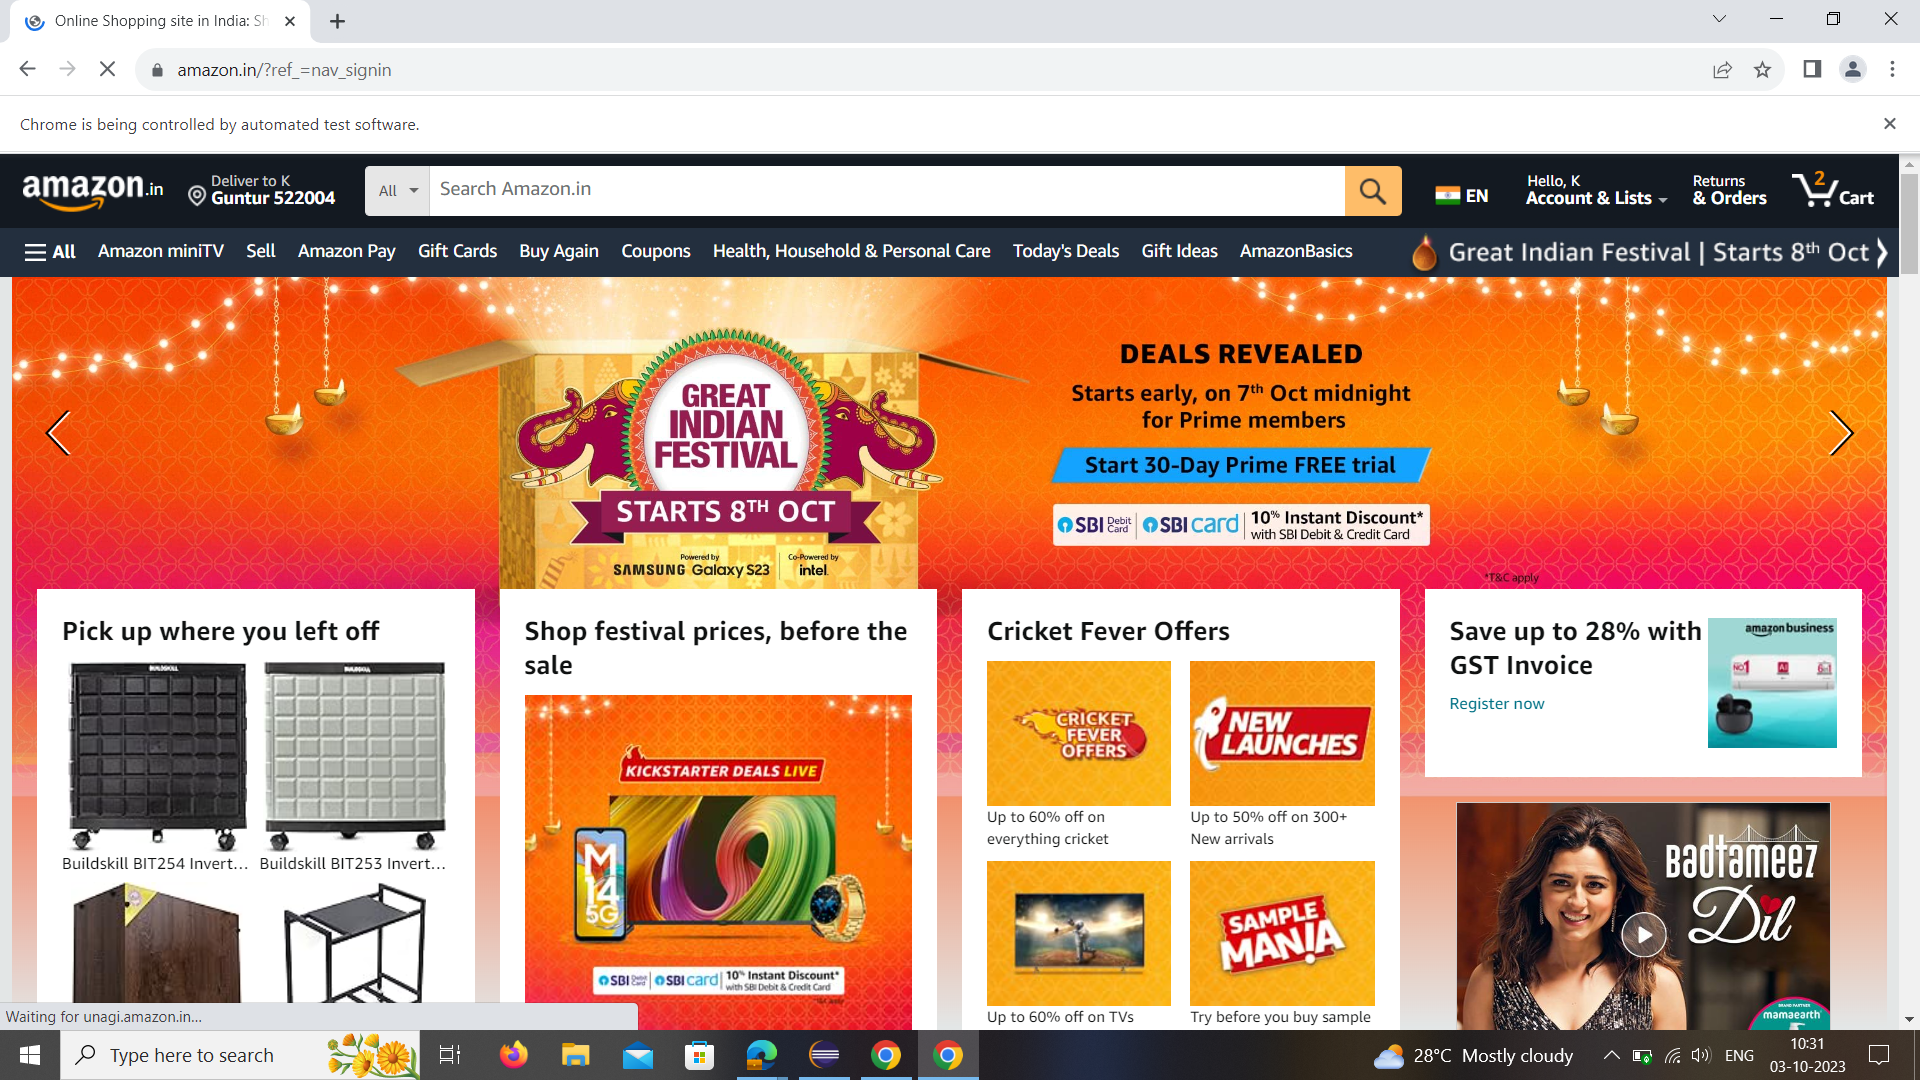 Online Shopping site in India: Sh
amazon.in/?ref_=nav_signin
Chrome is being controlled by automated test software.
amazon.in
Deliver to K
Guntur 522004
All
Search Amazon.in
EN
Hello, K
Account & Lists
Returns
& Orders
2
Cart
All
Amazon miniTV
Sell
Amazon Pay
Gift Cards
Buy Again
Coupons
Health, Household & Personal Care
Today's Deals
Gift Ideas
AmazonBasics
Great Indian Festival | Starts 8th Oct
GREAT
INDIAN
FESTIVAL
STARTS 8TH OCT
Powered by
SAMSUNG Galaxy S23
Co-Powered by
intel.
DEALS REVEALED
Starts early, on 7th Oct midnight
for Prime members
Start 30-Day Prime FREE trial
SBI Debit Card
SBI card
10% Instant Discount*
with SBI Debit & Credit Card
*T&C apply
Pick up where you left off
BUILDSKILL
BUILDSKILL
Buildskill BIT254 Invert...
Buildskill BIT253 Invert...
Shop festival prices, before the
sale
KICKSTARTER DEALS LIVE
M
14
5G
SBI Debit Card
SBI card
10% Instant Discount*
with SBI Debit & Credit Card
*T&C apply
Cricket Fever Offers
CRICKET
FEVER
OFFERS
NEW
LAUNCHES
Up to 60% off on
everything cricket
Up to 50% off on 300+
New arrivals
SAMPLE
MANIA
Up to 60% off on TVs
Try before you buy sample
Save up to 28% with
GST Invoice
Register now
amazon business
BADTAMEEZ
Dil
BRAND PARTNER
mamaearth
Waiting for unagi.amazon.in...
Type here to search
28°C Mostly cloudy
ENG
10:31
03-10-2023